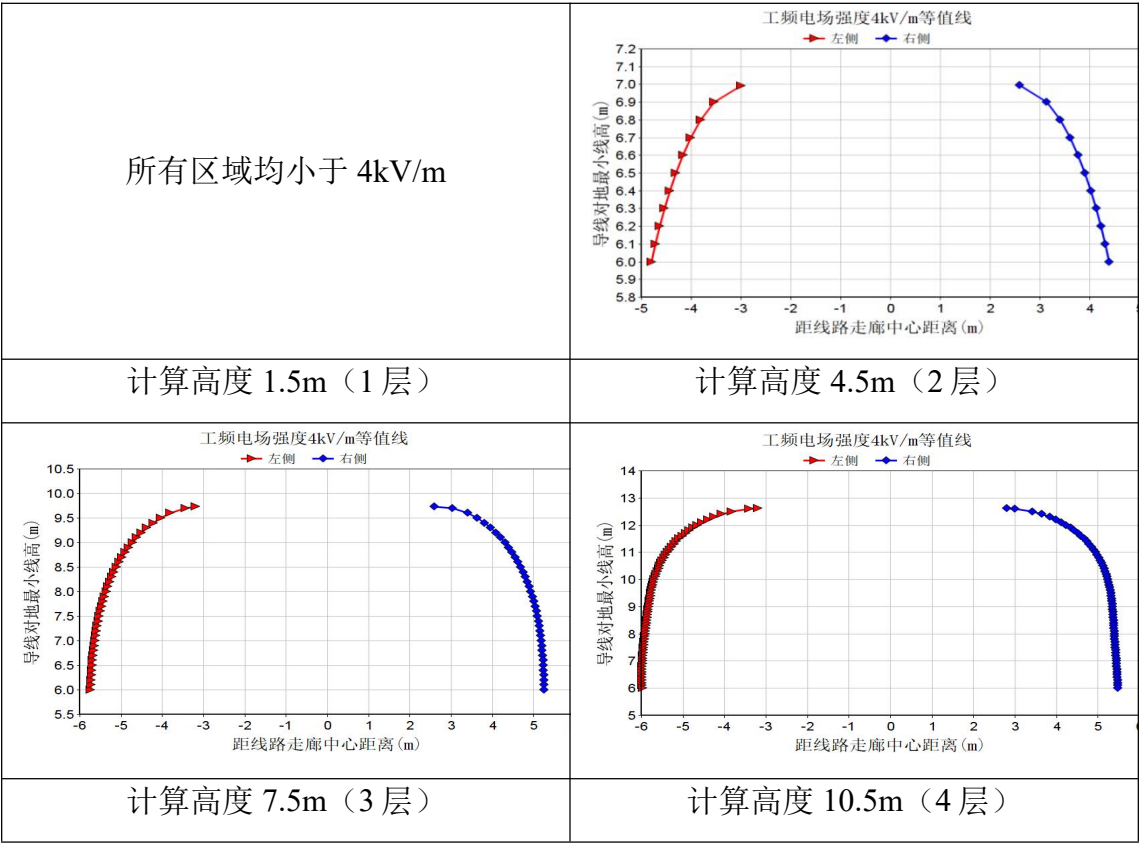 所有区域均小于 4kV/m
工频电场强度4kV/m等值线
左侧 右侧
导线对地最小线高(m)
7.2
7.1
7.0
6.9
6.8
6.7
6.6
6.5
6.4
6.3
6.2
6.1
6.0
5.9
5.8
-5 -4 -3 -2 -1 0 1 2 3 4
距线路走廊中心距离(m)
计算高度 1.5m（1 层）
计算高度 4.5m（2 层）
工频电场强度4kV/m等值线
左侧 右侧
导线对地最小线高(m)
10.5
10.0
9.5
9.0
8.5
8.0
7.5
7.0
6.5
6.0
5.5
-6 -5 -4 -3 -2 -1 0 1 2 3 4 5
距线路走廊中心距离(m)
工频电场强度4kV/m等值线
左侧 右侧
导线对地最小线高(m)
14
13
12
11
10
9
8
7
6
5
-6 -5 -4 -3 -2 -1 0 1 2 3 4 5
距线路走廊中心距离(m)
计算高度 7.5m（3 层）
计算高度 10.5m（4 层）